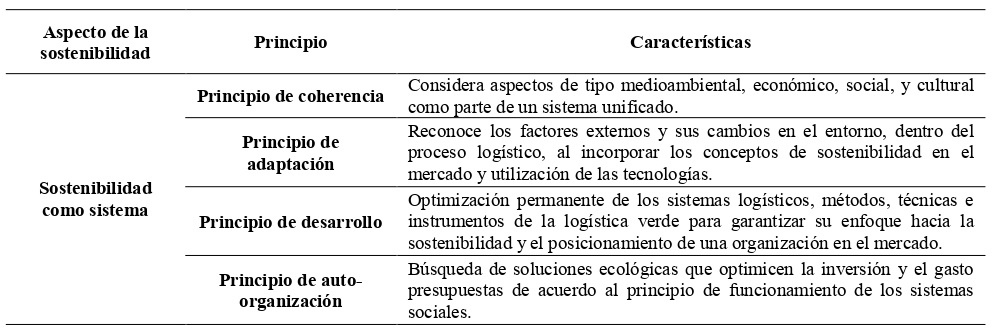 Aspecto de la
sostenibilidad
Principio
Características
Sostenibilidad
como sistema
Principio de coherencia
Considera aspectos de tipo medioambiental, económico, social, y cultural
como parte de un sistema unificado.
Principio de
adaptación
Reconoce los factores externos y sus cambios en el entorno, dentro del
proceso logístico, al incorporar los conceptos de sostenibilidad en el
mercado y utilización de las tecnologías.
Principio de desarrollo
Optimización permanente de los sistemas logísticos, métodos, técnicas e
instrumentos de la logística verde para garantizar su enfoque hacia la
sostenibilidad y el posicionamiento de una organización en el mercado.
Principio de auto-
organización
Búsqueda de soluciones ecológicas que optimicen la inversión y el gasto
presupuestas de acuerdo al principio de funcionamiento de los sistemas
sociales.